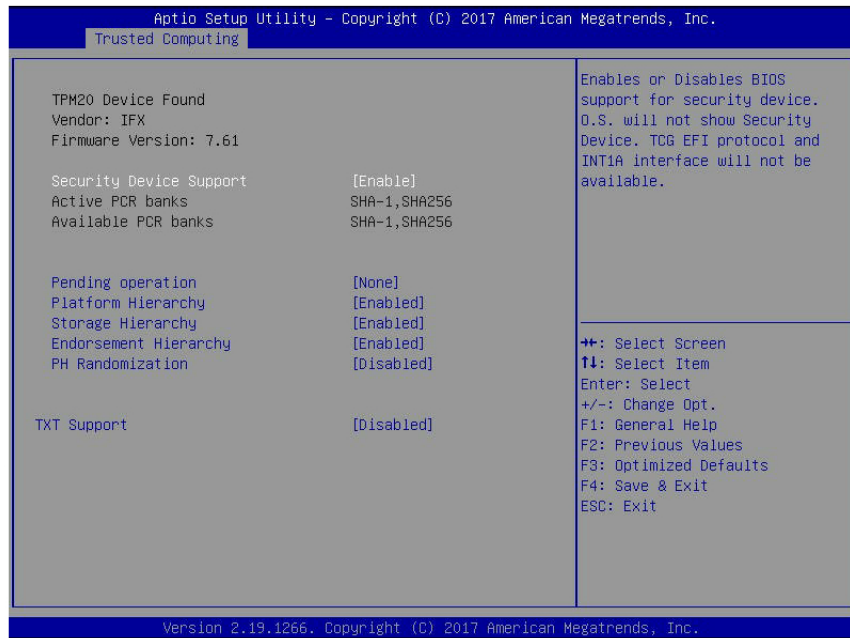 Aptio Setup Utility – Copyright (C) 2017 American Megatrends, Inc.
Trusted Computing
TPM20 Device Found
Vendor: IFX
Firmware Version: 7.61
Security Device Support [Enable]
Active PCR banks SHA-1,SHA256
Available PCR banks SHA-1,SHA256
Pending operation [None]
Platform Hierarchy [Enabled]
Storage Hierarchy [Enabled]
Endorsement Hierarchy [Enabled]
PH Randomization [Disabled]
TXT Support [Disabled]
Enables or Disables BIOS
support for security device.
O.S. will not show Security
Device. TCG EFI protocol and
INT1A interface will not be
available.
→←: Select Screen
↑↓: Select Item
Enter: Select
+/-: Change Opt.
F1: General Help
F2: Previous Values
F3: Optimized Defaults
F4: Save & Exit
ESC: Exit
Version 2.19.1266. Copyright (C) 2017 American Megatrends, Inc.